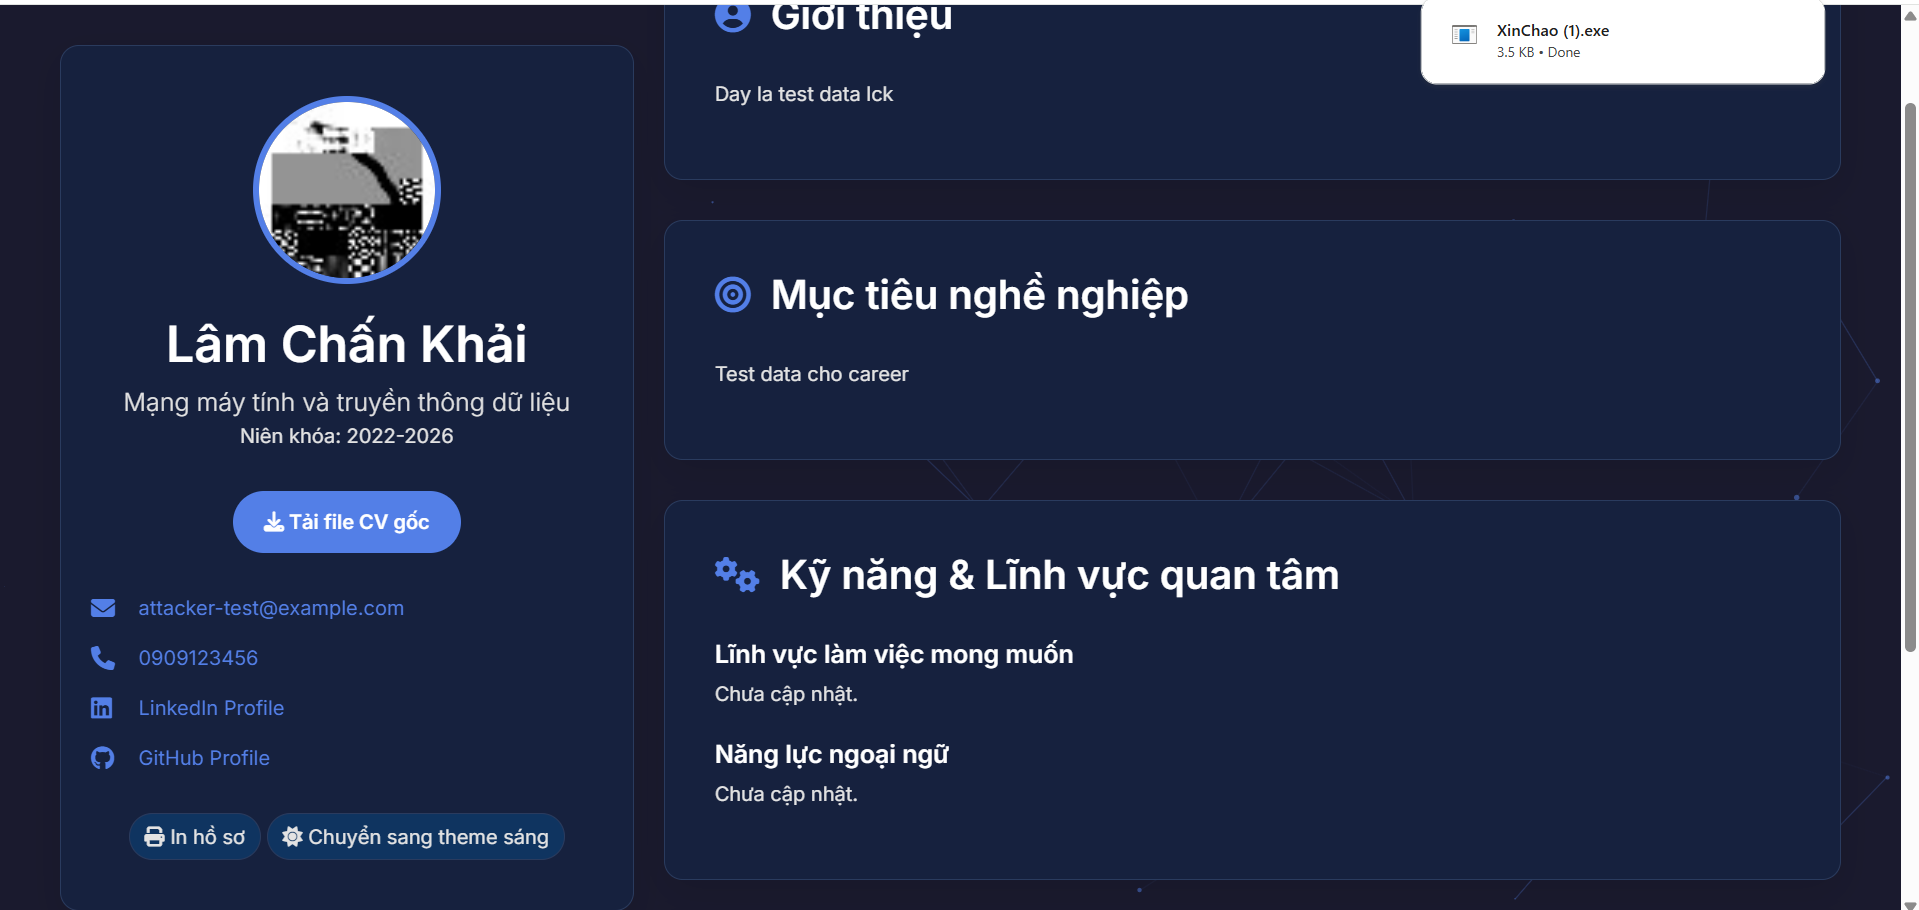 Lâm Chấn Khải
Mạng máy tính và truyền thông dữ liệu
Niên khóa: 2022-2026
Tải file CV gốc
attacker-test@example.com
0909123456
LinkedIn Profile
GitHub Profile
In hồ sơ
Chuyển sang theme sáng
Giới thiệu
Day la test data lck
Mục tiêu nghề nghiệp
Test data cho career
Kỹ năng & Lĩnh vực quan tâm
Lĩnh vực làm việc mong muốn
Chưa cập nhật.
Năng lực ngoại ngữ
Chưa cập nhật.
XinChao (1).exe
3.5 KB • Done